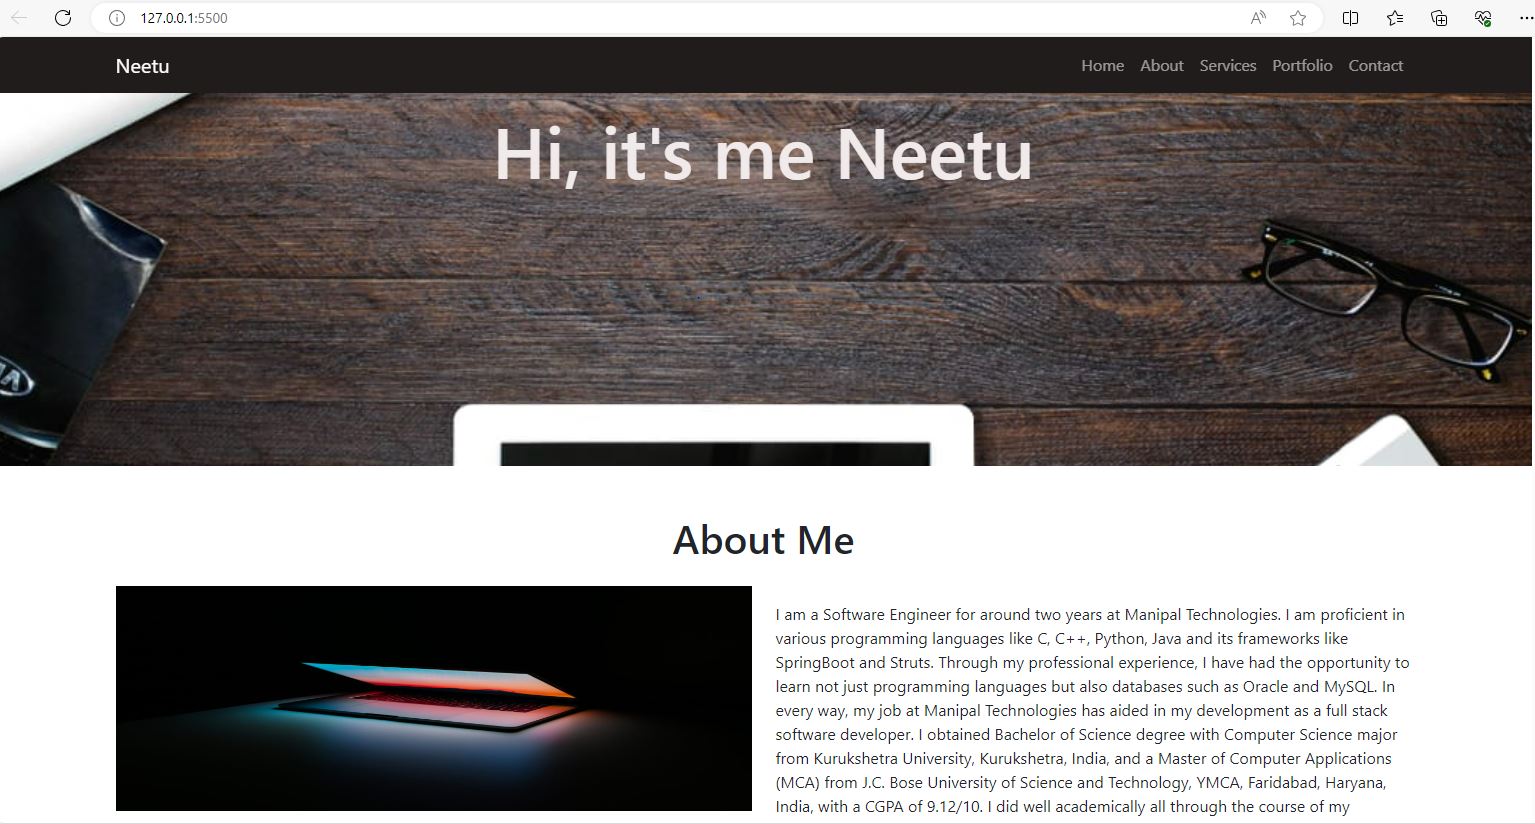 127.0.0.1:5500
Neetu
Home About Services Portfolio Contact
Hi, it's me Neetu
About Me
I am a Software Engineer for around two years at Manipal Technologies. I am proficient in
various programming languages like C, C++, Python, Java and its frameworks like
SpringBoot and Struts. Through my professional experience, I have had the opportunity to
learn not just programming languages but also databases such as Oracle and MySQL. In
every way, my job at Manipal Technologies has aided in my development as a full stack
software developer. I obtained Bachelor of Science degree with Computer Science major
from Kurukshetra University, Kurukshetra, India, and a Master of Computer Applications
(MCA) from J.C. Bose University of Science and Technology, YMCA, Faridabad, Haryana,
India, with a CGPA of 9.12/10. I did well academically all through the course of my